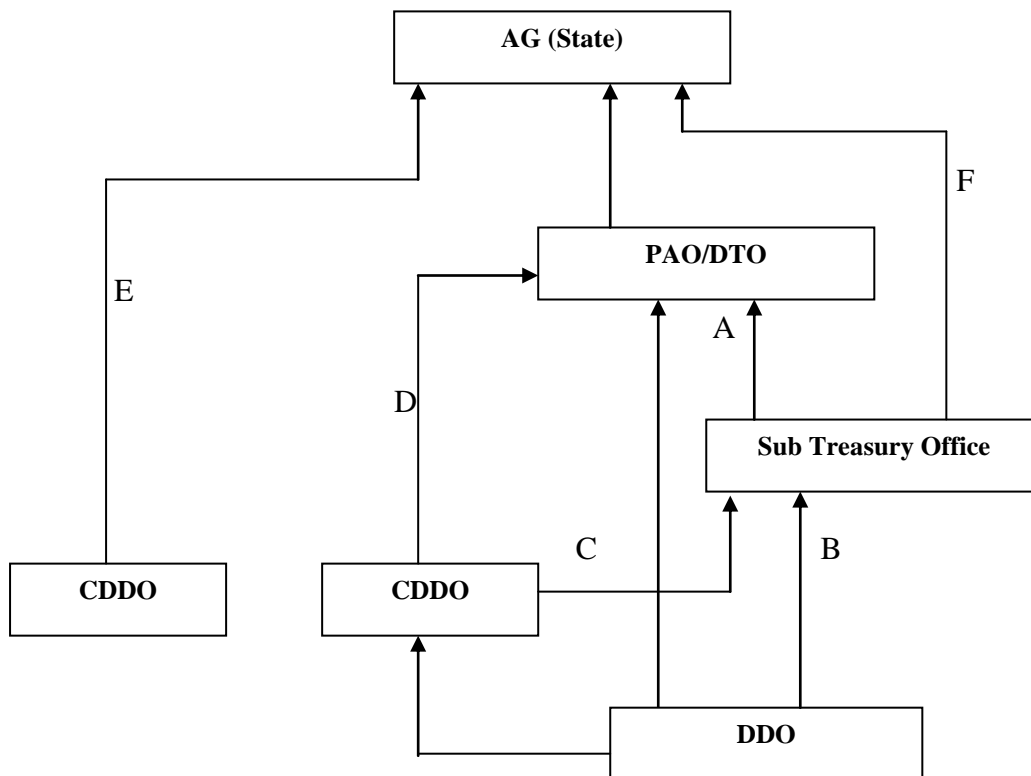 AG (State)
F
PAO/DTO
E
A
D
Sub Treasury Office
C
B
CDDO
CDDO
DDO